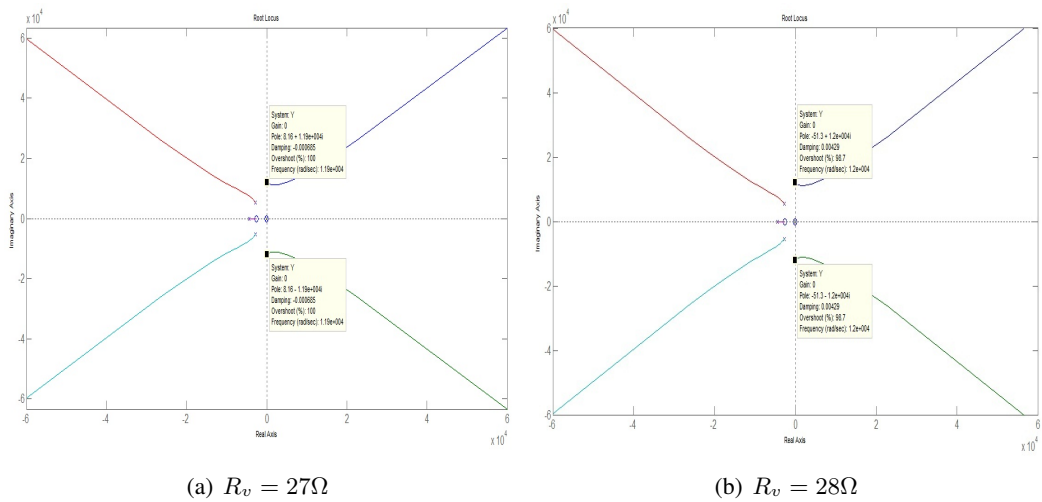 Root Locus
x 10^4
6
4
2
0
-2
-4
-6
Imaginary Axis
System: Y
Gain: 0
Pole: 8.16 + 1.19e+004i
Damping: -0.000685
Overshoot (%): 100
Frequency (rad/sec): 1.19e+004
System: Y
Gain: 0
Pole: 8.16 - 1.19e+004i
Damping: -0.000685
Overshoot (%): 100
Frequency (rad/sec): 1.19e+004
-6 -4 -2 0 2 4 6
Real Axis
x 10^4
(a) R_v = 27Ω
Root Locus
x 10^4
6
4
2
0
-2
-4
-6
Imaginary Axis
System: Y
Gain: 0
Pole: -51.3 + 1.2e+004i
Damping: 0.00429
Overshoot (%): 98.7
Frequency (rad/sec): 1.2e+004
System: Y
Gain: 0
Pole: -51.3 - 1.2e+004i
Damping: 0.00429
Overshoot (%): 98.7
Frequency (rad/sec): 1.2e+004
-6 -4 -2 0 2 4 6
Real Axis
x 10^4
(b) R_v = 28Ω